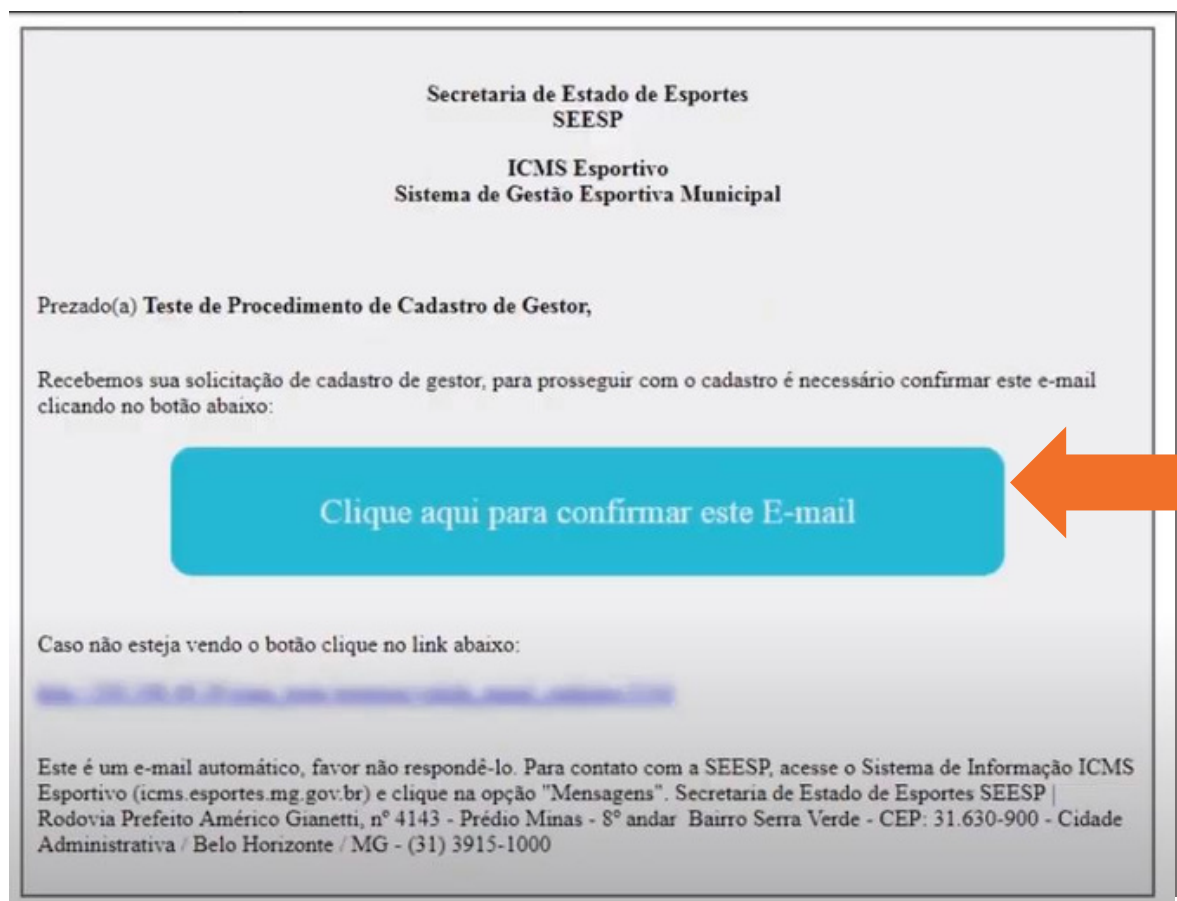 Secretaria de Estado de Esportes
SEESP
ICMS Esportivo
Sistema de Gestão Esportiva Municipal
Prezado(a) Teste de Procedimento de Cadastro de Gestor,
Recebemos sua solicitação de cadastro de gestor, para prosseguir com o cadastro é necessário confirmar este e-mail
clicando no botão abaixo:
Clique aqui para confirmar este E-mail
Caso não esteja vendo o botão clique no link abaixo:
Este é um e-mail automático, favor não respondê-lo. Para contato com a SEESP, acesse o Sistema de Informação ICMS
Esportivo (icms.esportes.mg.gov.br) e clique na opção "Mensagens". Secretaria de Estado de Esportes SEESP |
Rodovia Prefeito Américo Gianetti, nº 4143 - Prédio Minas - 8º andar Bairro Serra Verde - CEP: 31.630-900 - Cidade
Administrativa / Belo Horizonte / MG - (31) 3915-1000